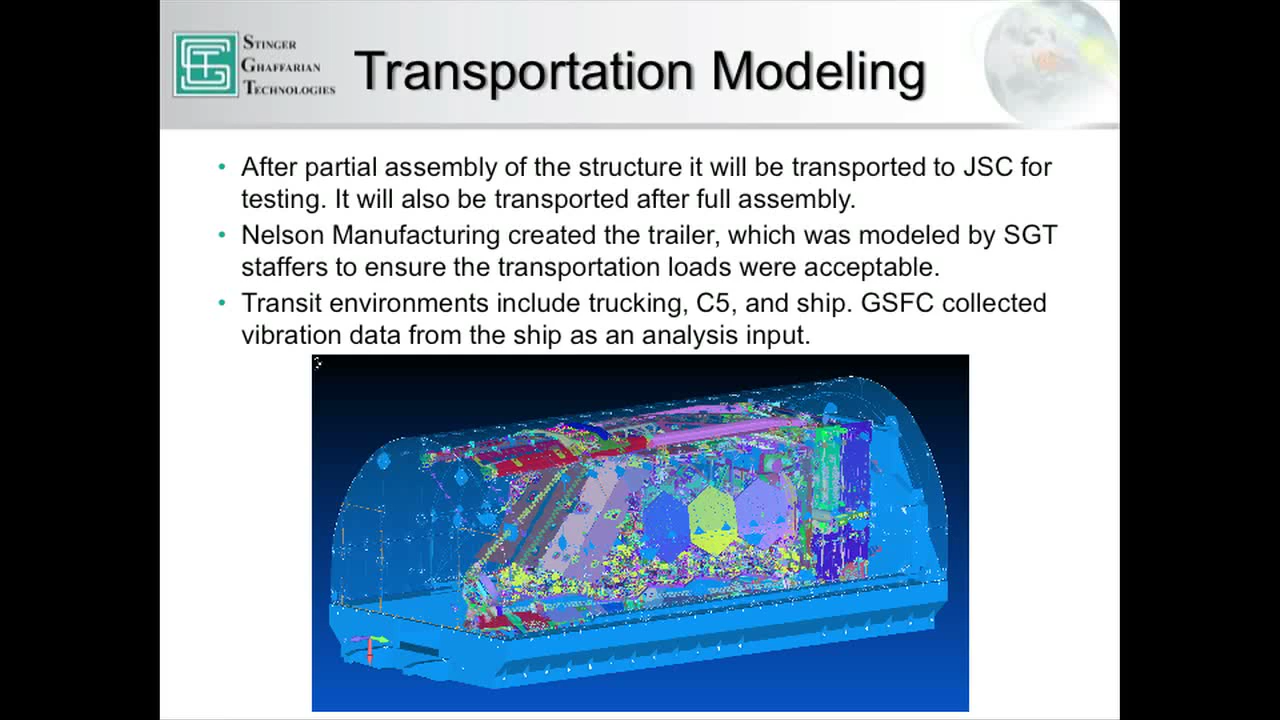 STINGER
GHAFFARIAN
TECHNOLOGIES
Transportation Modeling
• After partial assembly of the structure it will be transported to JSC for
testing. It will also be transported after full assembly.
• Nelson Manufacturing created the trailer, which was modeled by SGT
staffers to ensure the transportation loads were acceptable.
• Transit environments include trucking, C5, and ship. GSFC collected
vibration data from the ship as an analysis input.